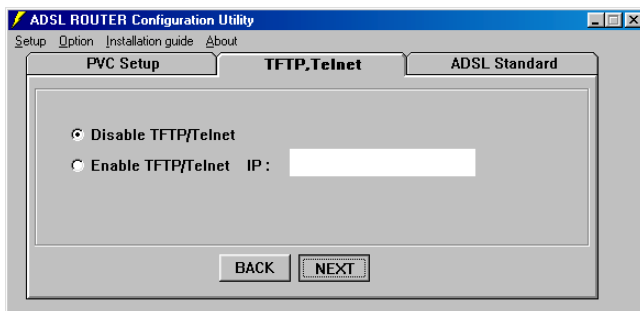 ADSL ROUTER Configuration Utility
Setup Option Installation guide About
PVC Setup TFTP,Telnet ADSL Standard
Disable TFTP/Telnet
Enable TFTP/Telnet IP :
BACK NEXT